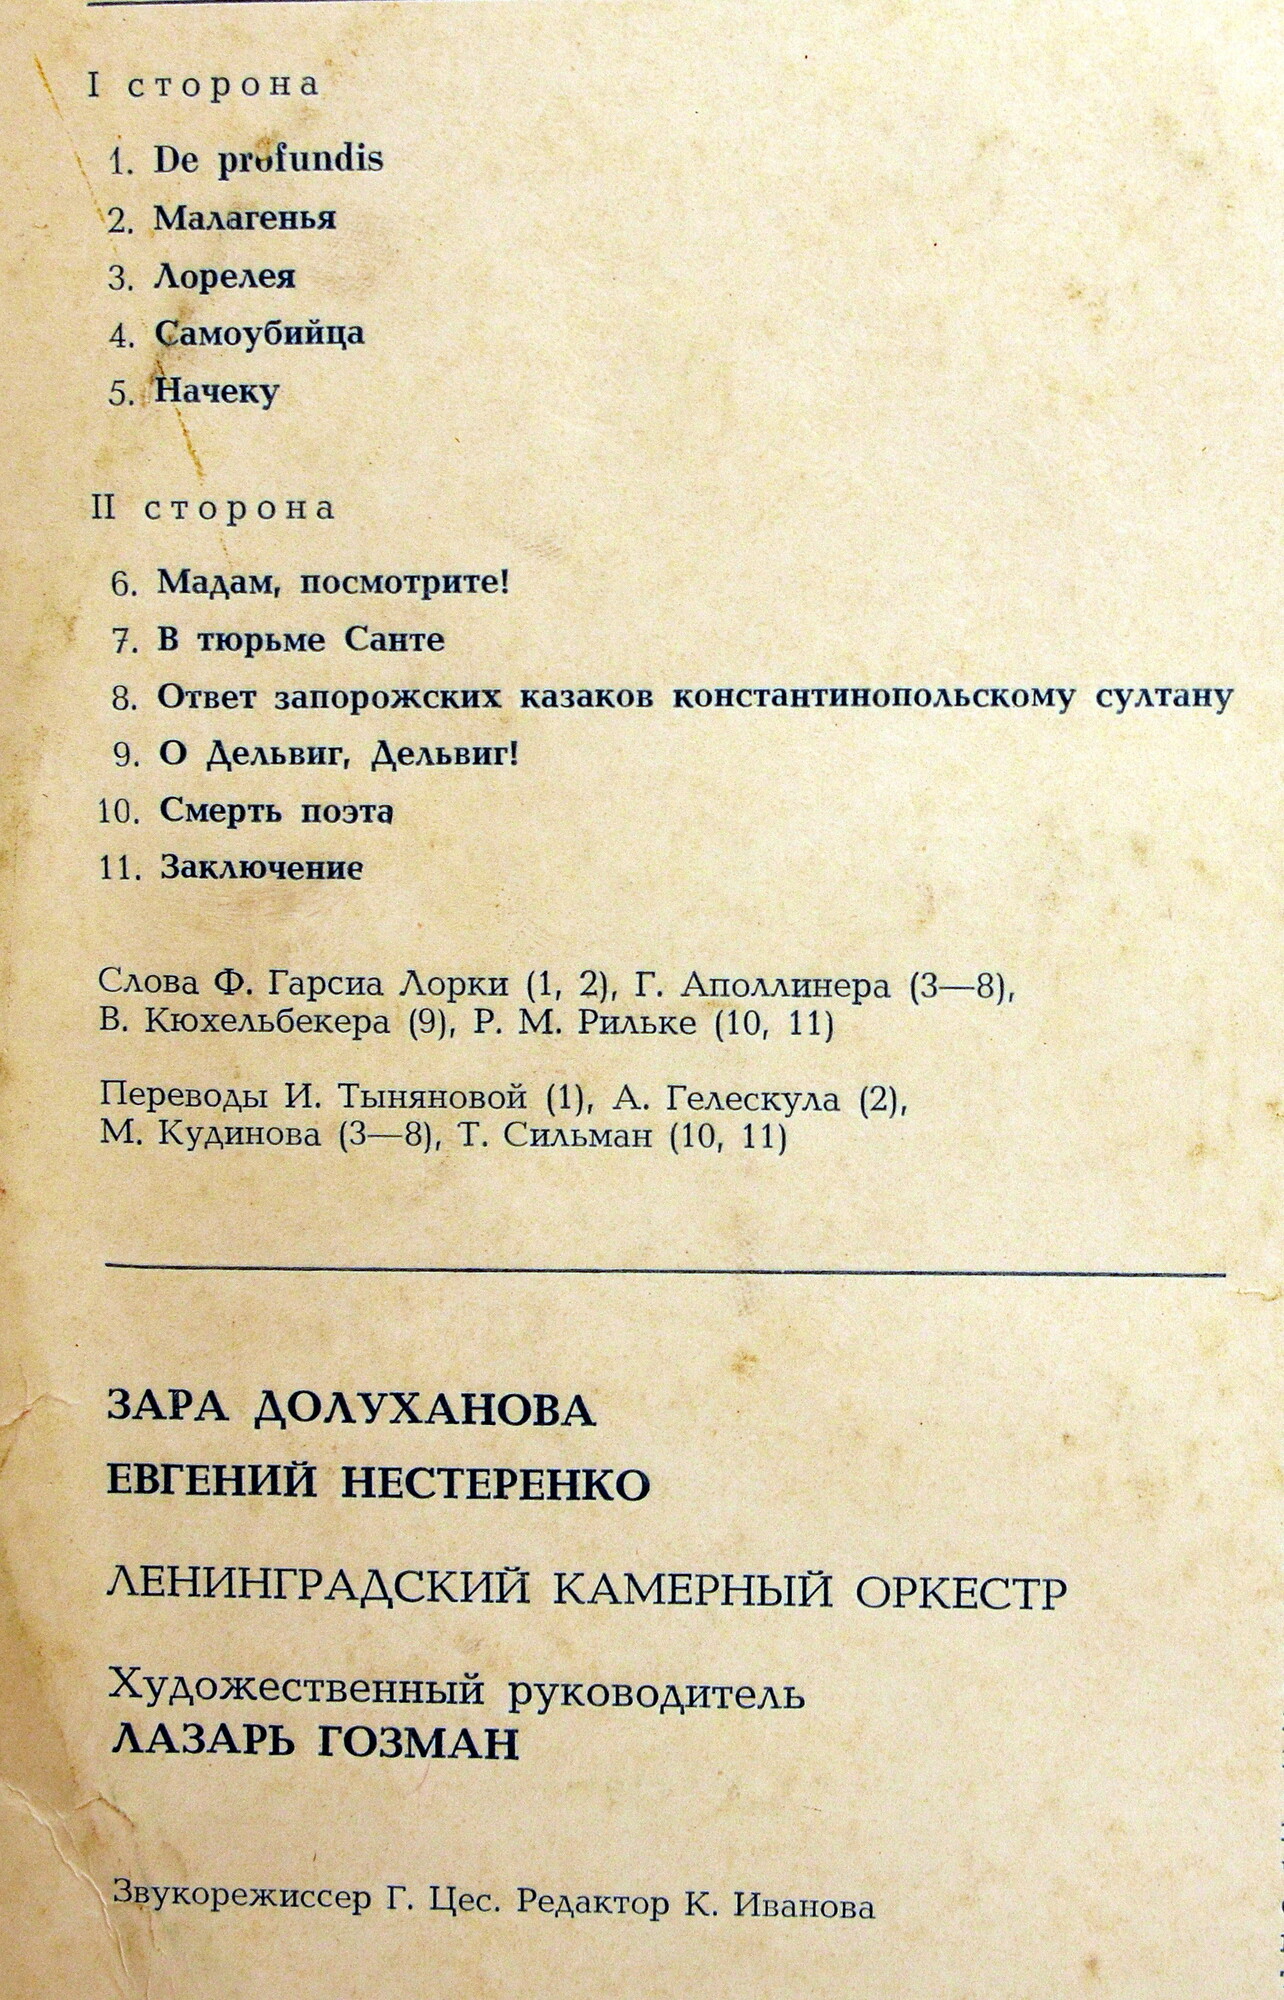 I сторона
1. De profundis
2. Малагенья
3. Лорелея
4. Самоубийца
5. Начеку
II сторона
6. Мадам, посмотрите!
7. В тюрьме Санте
8. Ответ запорожских казаков константинопольскому султану
9. О Дельвиг, Дельвиг!
10. Смерть поэта
11. Заключение
Слова Ф. Гарсиа Лорки (1, 2), Г. Аполлинера (3—8),
В. Кюхельбекера (9), Р. М. Рильке (10, 11)
Переводы И. Тыняновой (1), А. Гелескула (2),
М. Кудинова (3—8), Т. Сильман (10, 11)
ЗАРА ДОЛУХАНОВА
ЕВГЕНИЙ НЕСТЕРЕНКО
ЛЕНИНГРАДСКИЙ КАМЕРНЫЙ ОРКЕСТР
Художественный руководитель
ЛАЗАРЬ ГОЗМАН
Звукорежиссер Г. Цес. Редактор К. Иванова